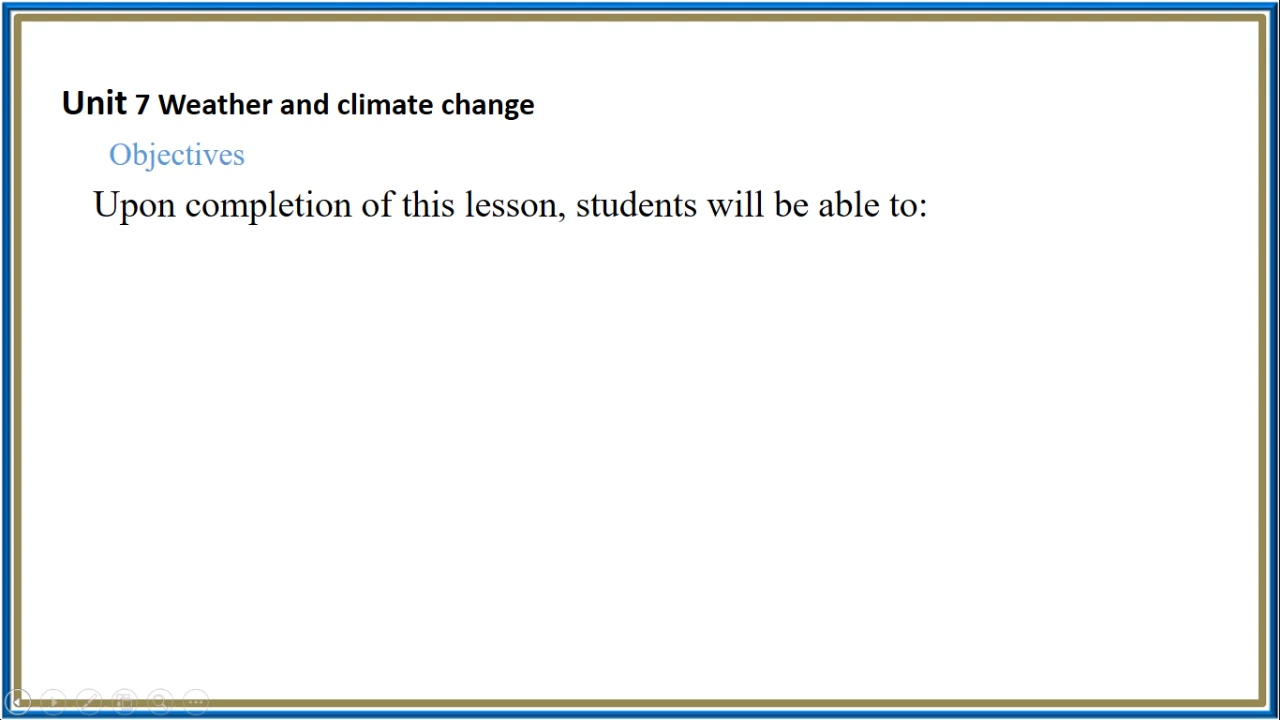 Unit 7 Weather and climate change
Objectives
Upon completion of this lesson, students will be able to: